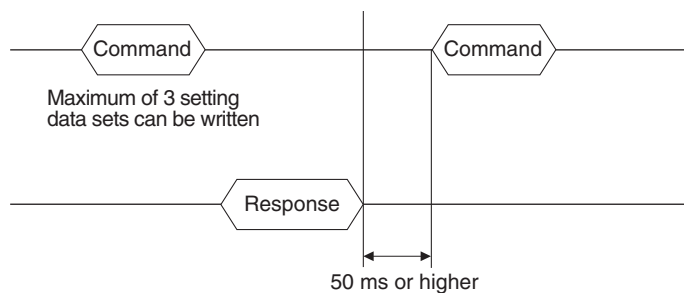 Command
Command
Maximum of 3 setting
data sets can be written
Response
50 ms or higher